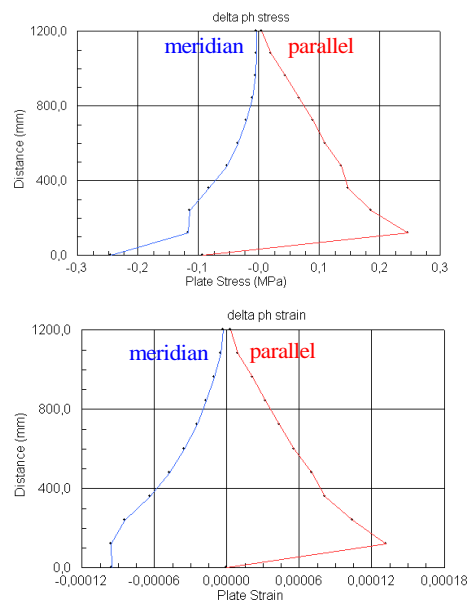 delta ph stress
1200,0
meridian parallel
800,0
Distance (mm)
400,0
0,0
-0,3 -0,1 -0,0 0,1 0,2 0,3
Plate Stress (MPa)
delta ph strain
1200,0
meridian parallel
800,0
Distance (mm)
400,0
0,0
-0,00012 -0,00006 0,00000 0,00006 0,00012 0,00018
Plate Strain